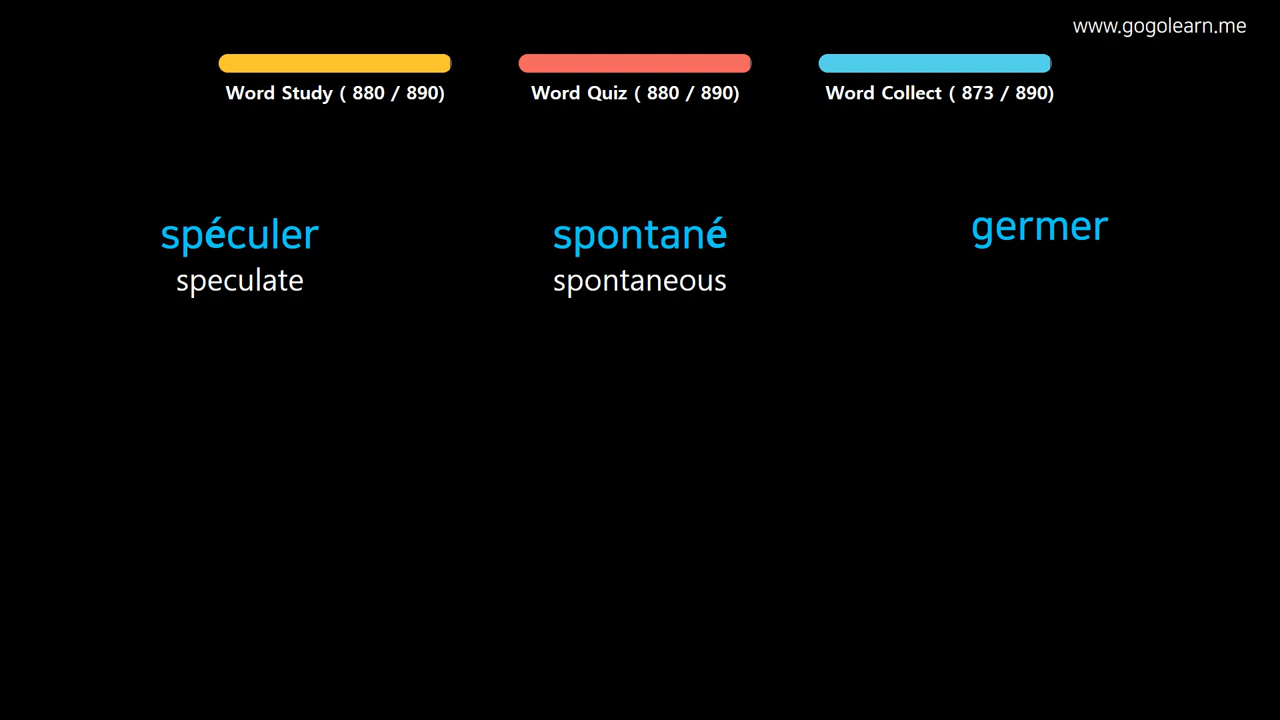 www.gogolearn.me
Word Study ( 880 / 890)
Word Quiz ( 880 / 890)
Word Collect ( 873 / 890)
spéculer
speculate
spontané
spontaneous
germer